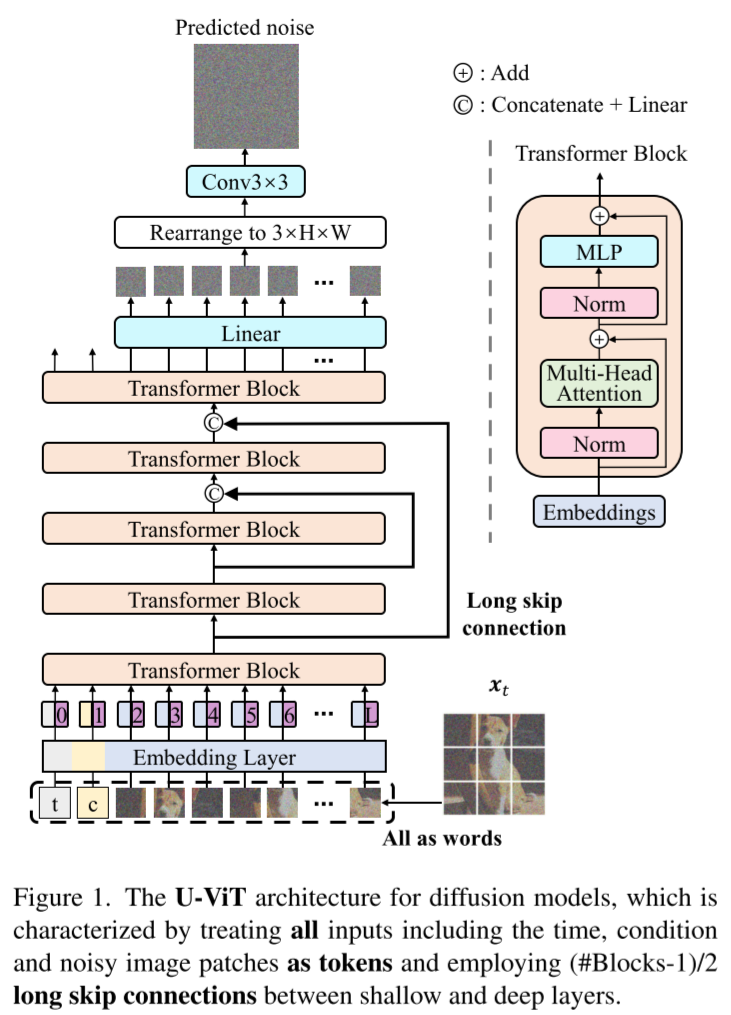 Predicted noise
+ : Add
C : Concatenate + Linear
Conv3×3
Rearrange to 3×H×W
...
Linear
...
Transformer Block
C
Transformer Block
C
Transformer Block
Transformer Block
Transformer Block
0 1 2 3 4 5 6 ... L
Embedding Layer
t c ...
All as words
Long skip
connection
𝒙ₜ
Transformer Block
+
MLP
Norm
+
Multi-Head
Attention
Norm
Embeddings
Figure 1. The U-ViT architecture for diffusion models, which is
characterized by treating all inputs including the time, condition
and noisy image patches as tokens and employing (#Blocks-1)/2
long skip connections between shallow and deep layers.